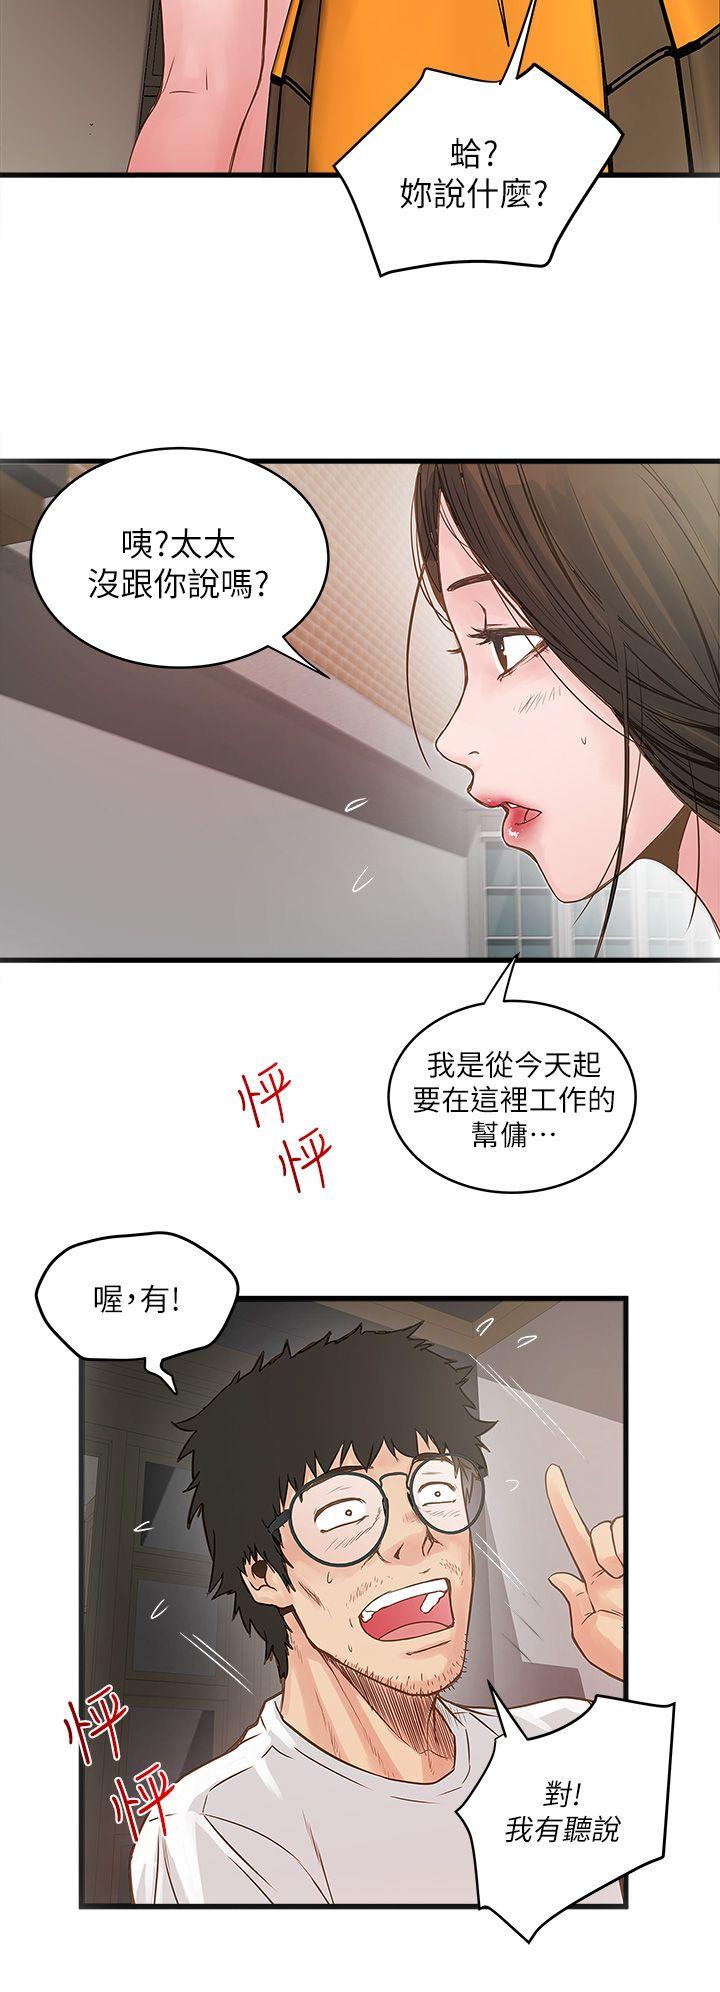 蛤?
妳說什麼?
咦?太太
沒跟你說嗎?
我是從今天起
要在這裡工作的
幫傭⋯
怦
怦
喔，有!
怦
怦
對!
我有聽說